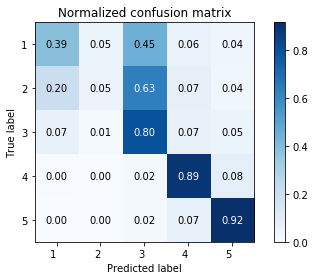 Normalized confusion matrix
1 0.39 0.05 0.45 0.06 0.04
2 0.20 0.05 0.63 0.07 0.04
3 0.07 0.01 0.80 0.07 0.05
4 0.00 0.00 0.02 0.89 0.08
5 0.00 0.00 0.02 0.07 0.92
1 2 3 4 5
True label
Predicted label
0.8
0.6
0.4
0.2
0.0